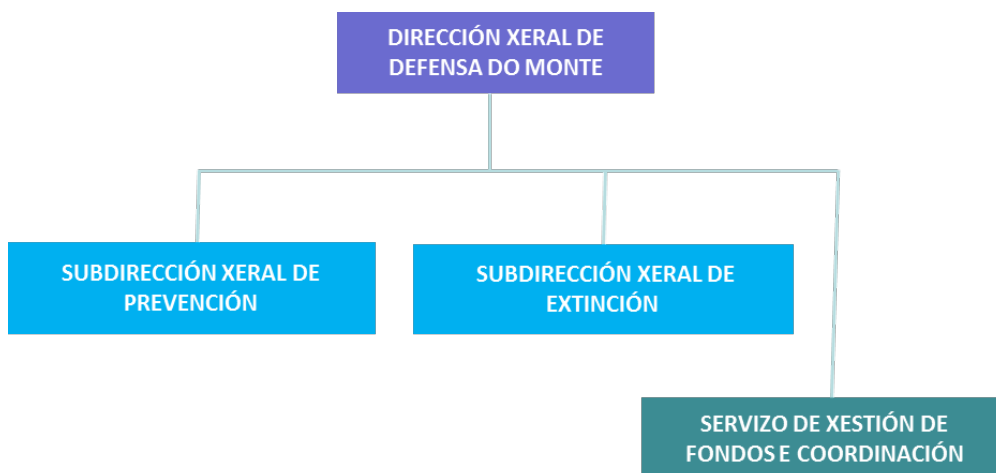 DIRECCIÓN XERAL DE
DEFENSA DO MONTE
SUBDIRECCIÓN XERAL DE
PREVENCIÓN
SUBDIRECCIÓN XERAL DE
EXTINCIÓN
SERVIZO DE XESTIÓN DE
FONDOS E COORDINACIÓN